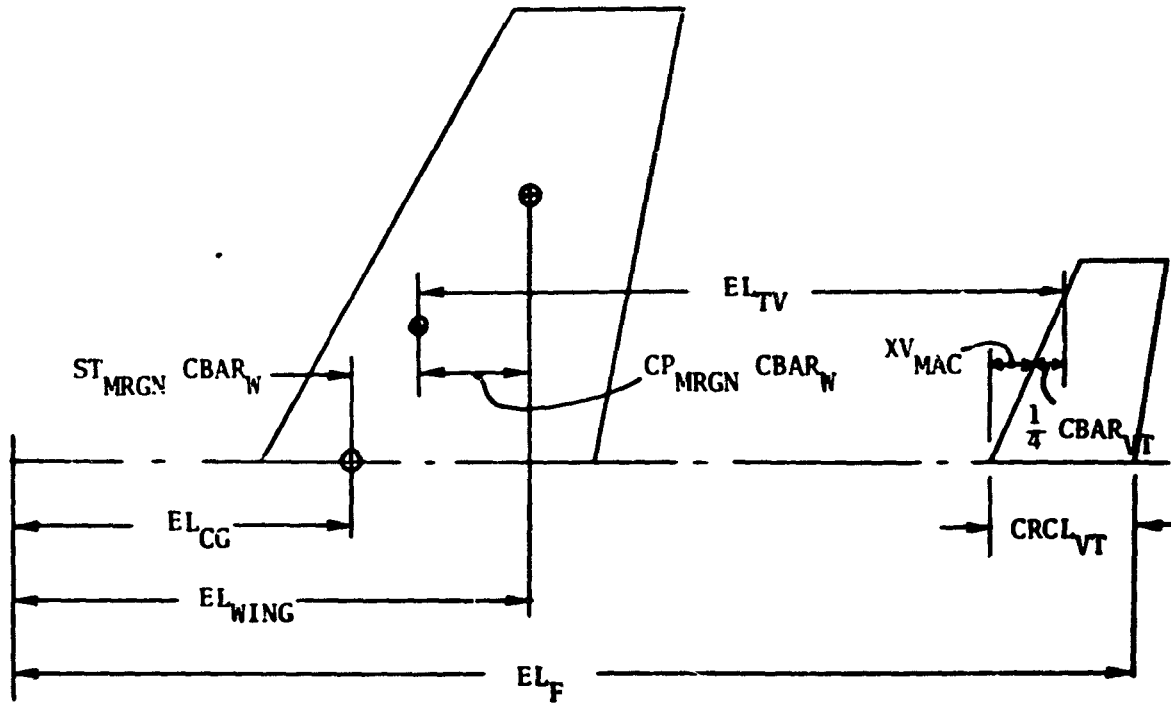 EL_TV
ST_MRGN CBAR_W
CP_MRGN CBAR_W
XV_MAC
1/4 CBAR_VT
EL_CG
CRCL_VT
EL_WING
EL_F